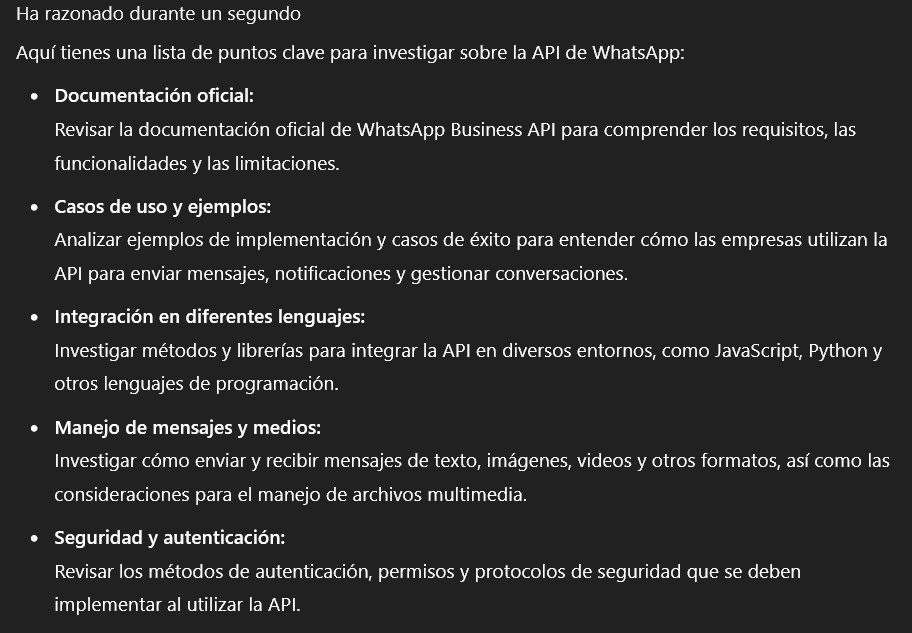 Ha razonado durante un segundo
Aquí tienes una lista de puntos clave para investigar sobre la API de WhatsApp:
• Documentación oficial:
Revisar la documentación oficial de WhatsApp Business API para comprender los requisitos, las
funcionalidades y las limitaciones.
• Casos de uso y ejemplos:
Analizar ejemplos de implementación y casos de éxito para entender cómo las empresas utilizan la
API para enviar mensajes, notificaciones y gestionar conversaciones.
• Integración en diferentes lenguajes:
Investigar métodos y librerías para integrar la API en diversos entornos, como JavaScript, Python y
otros lenguajes de programación.
• Manejo de mensajes y medios:
Investigar cómo enviar y recibir mensajes de texto, imágenes, videos y otros formatos, así como las
consideraciones para el manejo de archivos multimedia.
• Seguridad y autenticación:
Revisar los métodos de autenticación, permisos y protocolos de seguridad que se deben
implementar al utilizar la API.